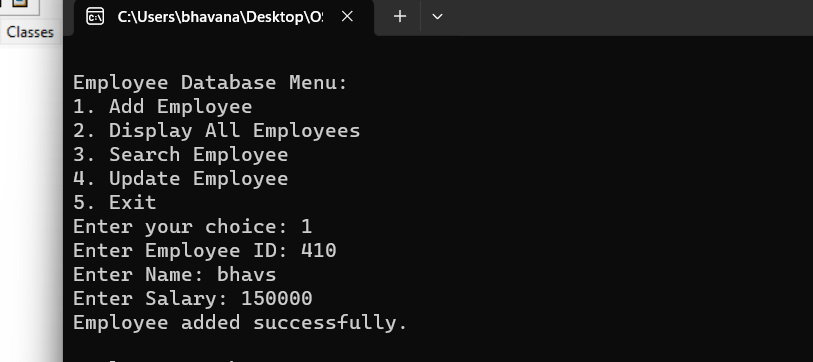 Classes
C:\Users\bhavana\Desktop\O
Employee Database Menu:
1. Add Employee
2. Display All Employees
3. Search Employee
4. Update Employee
5. Exit
Enter your choice: 1
Enter Employee ID: 410
Enter Name: bhavs
Enter Salary: 150000
Employee added successfully.